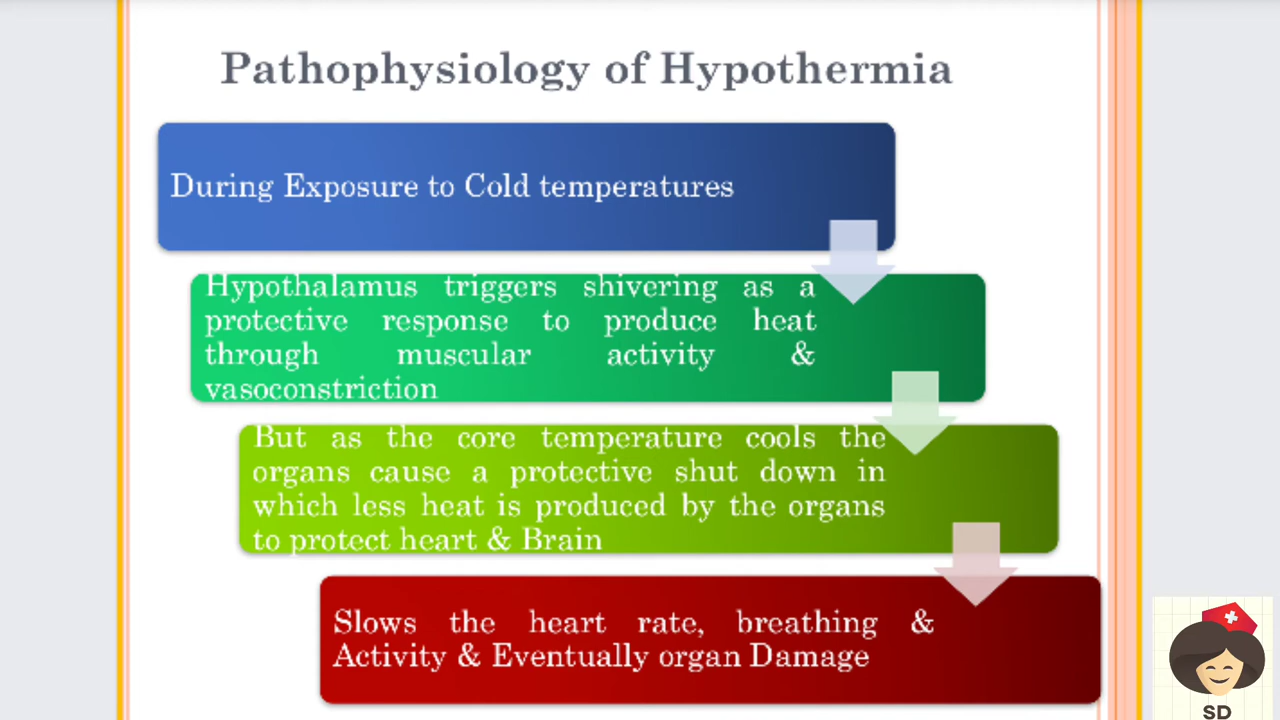 Pathophysiology of Hypothermia
During Exposure to Cold temperatures
Hypothalamus triggers shivering as a
protective response to produce heat
through muscular activity &
vasoconstriction
But as the core temperature cools the
organs cause a protective shut down in
which less heat is produced by the organs
to protect heart & Brain
Slows the heart rate, breathing &
Activity & Eventually organ Damage
SD